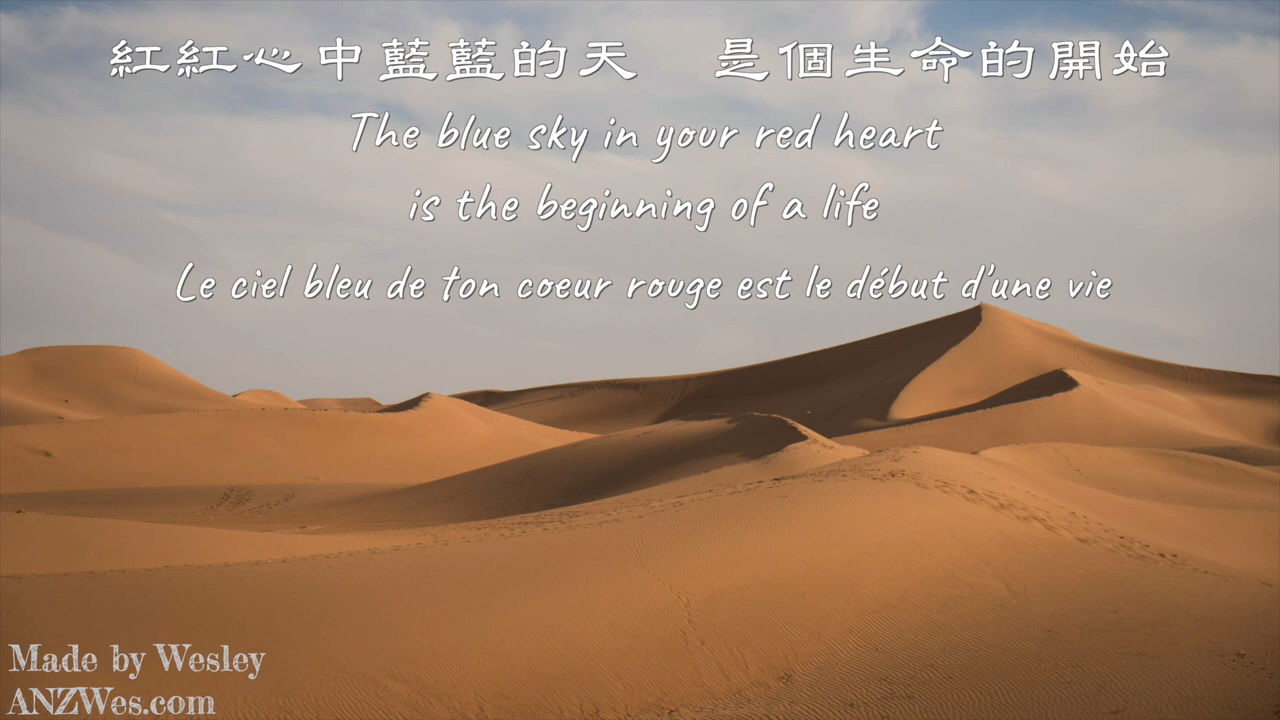 紅紅心中藍藍的天　是個生命的開始
The blue sky in your red heart
is the beginning of a life
Le ciel bleu de ton coeur rouge est le début d'une vie
Made by Wesley
ANZWes.com